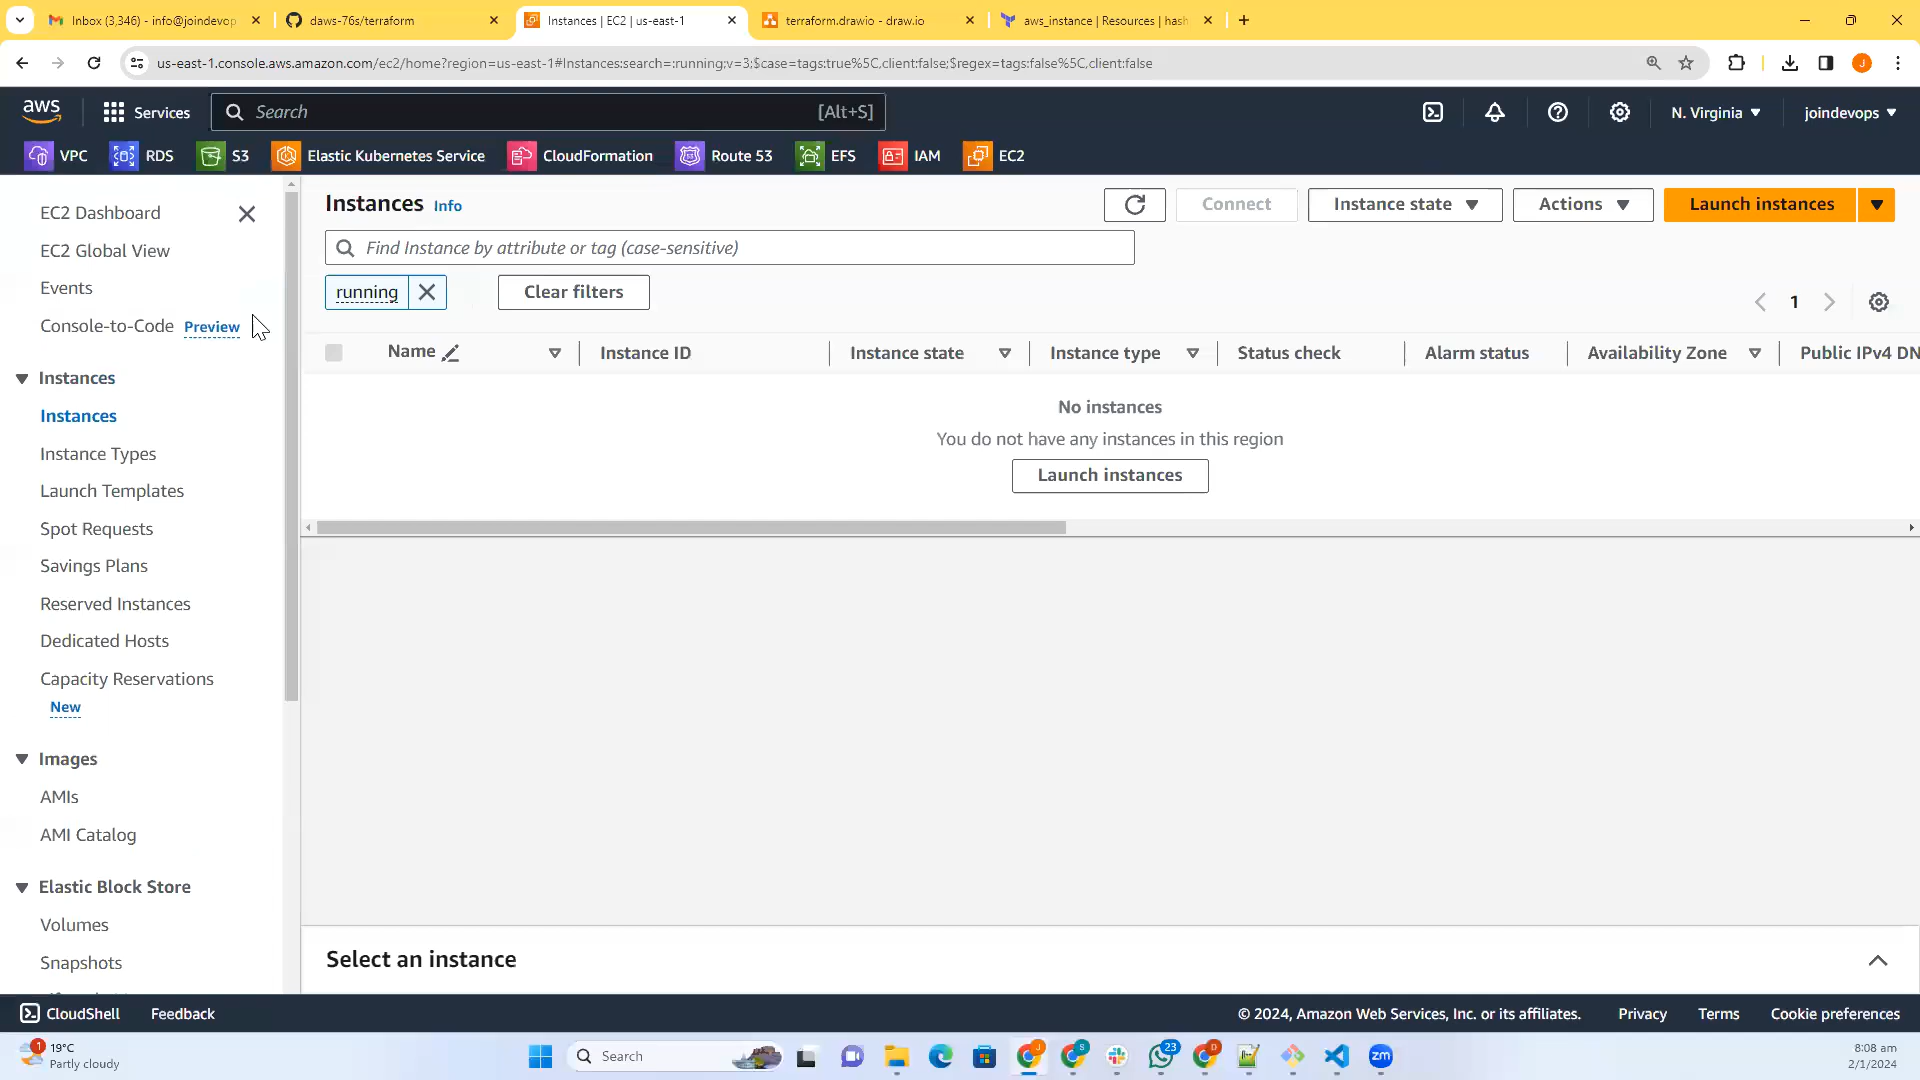 Inbox (3,346) - info@joindevop
daws-76s/terraform
Instances | EC2 | us-east-1
terraform.drawio - draw.io
aws_instance | Resources | hash
us-east-1.console.aws.amazon.com/ec2/home?region=us-east-1#Instances:search=:running;v=3;$case=tags:true%5C,client:false;$regex=tags:false%5C,client:false
J
aws
Services
Search
[Alt+S]
N. Virginia
joindevops
VPC
RDS
S3
Elastic Kubernetes Service
CloudFormation
Route 53
EFS
IAM
EC2
EC2 Dashboard
EC2 Global View
Events
Console-to-Code Preview
Instances
Instances
Instance Types
Launch Templates
Spot Requests
Savings Plans
Reserved Instances
Dedicated Hosts
Capacity Reservations
New
Images
AMIs
AMI Catalog
Elastic Block Store
Volumes
Snapshots
Instances Info
Connect
Instance state
Actions
Launch instances
Find Instance by attribute or tag (case-sensitive)
running
Clear filters
1
Name
Instance ID
Instance state
Instance type
Status check
Alarm status
Availability Zone
Public IPv4 DN
No instances
You do not have any instances in this region
Launch instances
Select an instance
CloudShell
Feedback
© 2024, Amazon Web Services, Inc. or its affiliates.
Privacy
Terms
Cookie preferences
1
19°C
Partly cloudy
Search
J
S
23
D
zm
8:08 am
2/1/2024